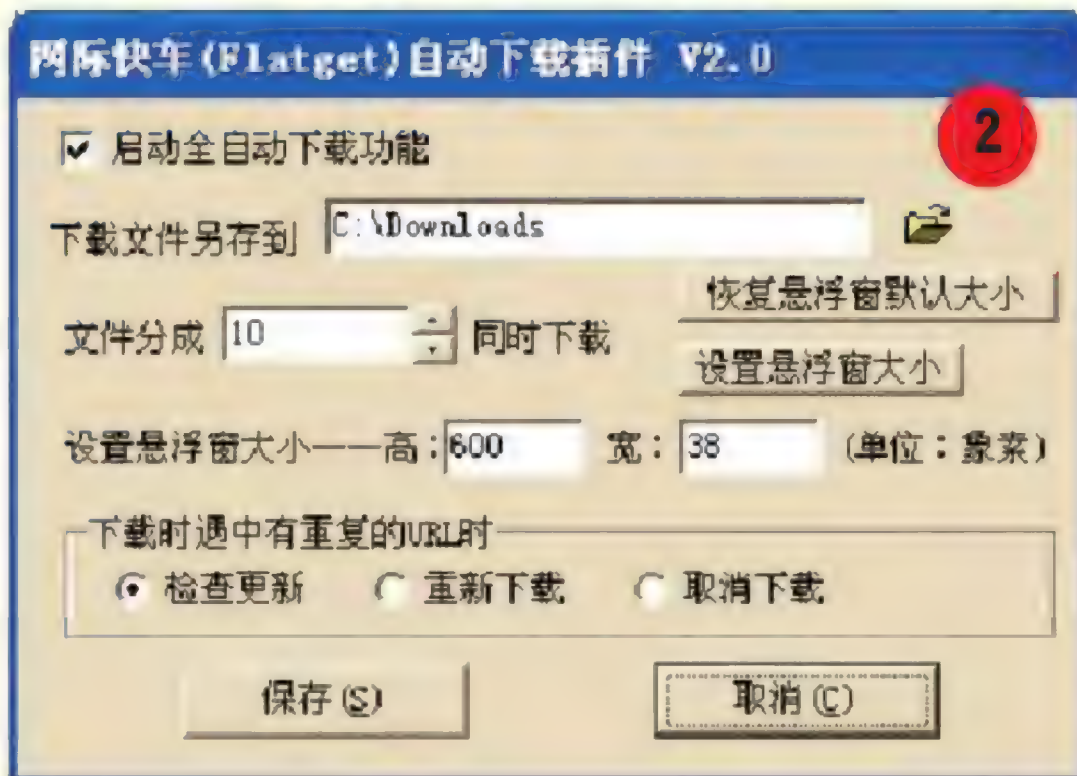 网际快车(Flatget)自动下载插件 V2.0
2
启动全自动下载功能
下载文件另存到 C:\Downloads
恢复悬浮窗默认大小
文件分成 10 同时下载
设置悬浮窗大小
设置悬浮窗大小——高:600 宽:38 (单位:象素)
下载时遇中有重复的URL时
检查更新 重新下载 取消下载
保存(S) 取消(C)